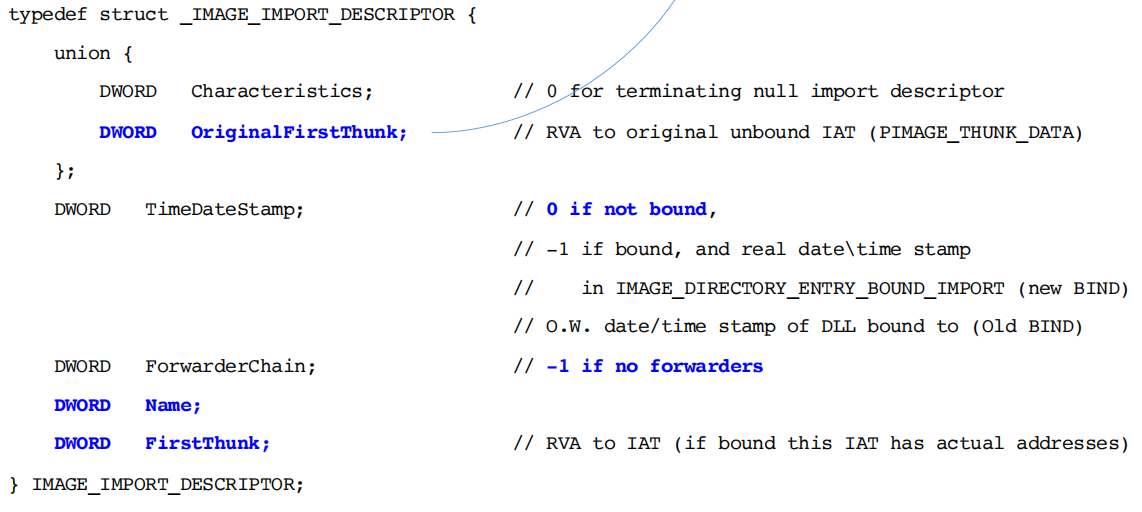 typedef struct _IMAGE_IMPORT_DESCRIPTOR {
union {
DWORD Characteristics; // 0 for terminating null import descriptor
DWORD OriginalFirstThunk; // RVA to original unbound IAT (PIMAGE_THUNK_DATA)
};
DWORD TimeDateStamp; // 0 if not bound,
// -1 if bound, and real date\time stamp
// in IMAGE_DIRECTORY_ENTRY_BOUND_IMPORT (new BIND)
// O.W. date/time stamp of DLL bound to (Old BIND)
DWORD ForwarderChain; // -1 if no forwarders
DWORD Name;
DWORD FirstThunk; // RVA to IAT (if bound this IAT has actual addresses)
} IMAGE_IMPORT_DESCRIPTOR;